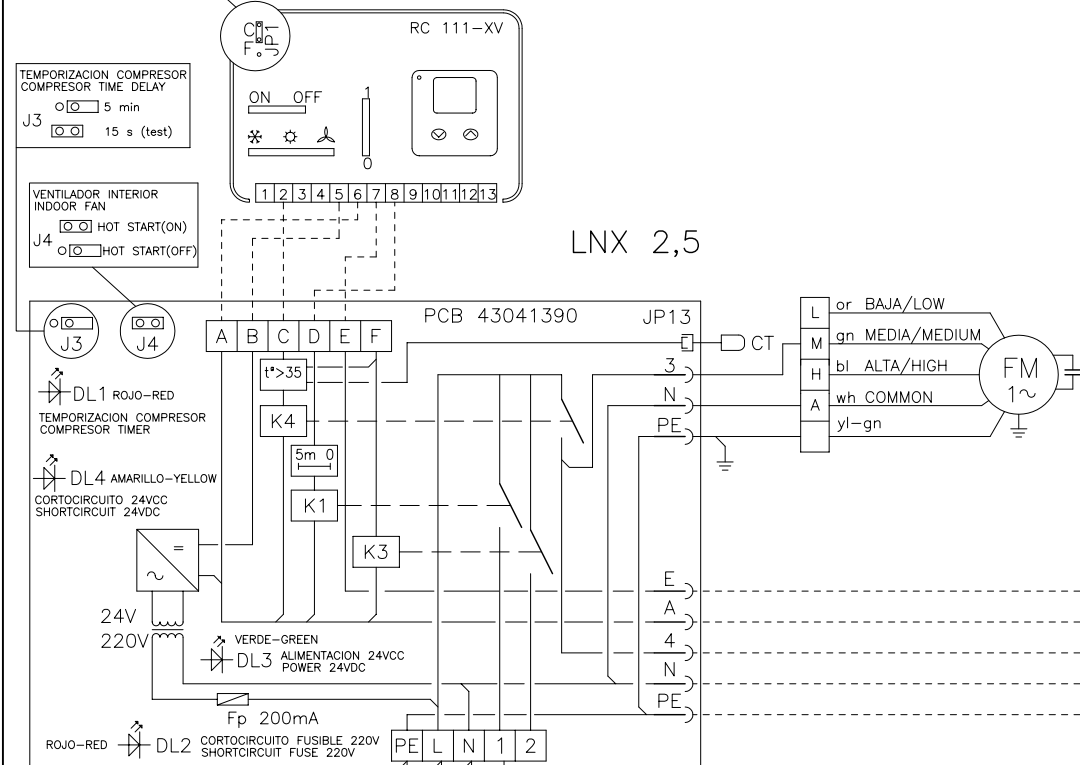 C
F
JP1
RC 111-XV
ON OFF
1
0
1 2 3 4 5 6 7 8 9 10 11 12 13
TEMPORIZACION COMPRESOR
COMPRESOR TIME DELAY
J3
5 min
15 s (test)
VENTILADOR INTERIOR
INDOOR FAN
J4
HOT START(ON)
HOT START(OFF)
LNX 2,5
J3
J4
A B C D E F
PCB 43041390
JP13
CT
3
N
PE
L
M
H
A
or BAJA/LOW
gn MEDIA/MEDIUM
bl ALTA/HIGH
wh COMMON
yl-gn
FM
1~
tª>35
K4
5m 0
K1
K3
DL1 ROJO-RED
TEMPORIZACION COMPRESOR
COMPRESOR TIMER
DL4 AMARILLO-YELLOW
CORTOCIRCUITO 24VCC
SHORTCIRCUIT 24VDC
=
~
24V
220V
VERDE-GREEN
DL3 ALIMENTACION 24VCC
POWER 24VDC
Fp 200mA
ROJO-RED DL2 CORTOCIRCUITO FUSIBLE 220V
SHORTCIRCUIT FUSE 220V
E
A
4
N
PE
PE L N 1 2